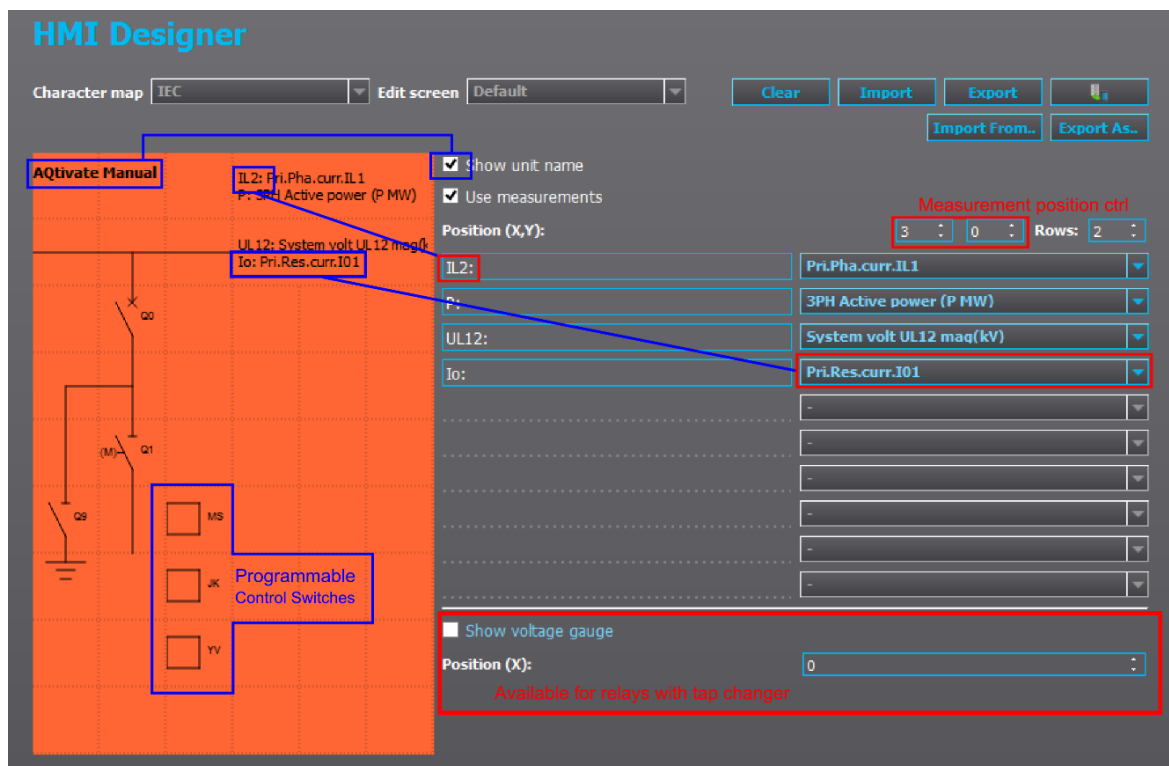 HMI Designer
Character map IEC Edit screen Default Clear Import Export
Import From.. Export As..
AQtivate Manual
IL2: Pri.Pha.curr.IL1
P: 3PH Active power (P MW)
UL12: System volt UL12 mag(k
Io: Pri.Res.curr.I01
Q0
(M) Q1
Q9
MS
JK
YV
Programmable
Control Switches
Show unit name
Use measurements
Measurement position ctrl
Position (X,Y): 3 0 Rows: 2
IL2: Pri.Pha.curr.IL1
P: 3PH Active power (P MW)
UL12: System volt UL12 mag(kV)
Io: Pri.Res.curr.I01
-
-
-
-
-
-
Show voltage gauge
Position (X): 0
Available for relays with tap changer